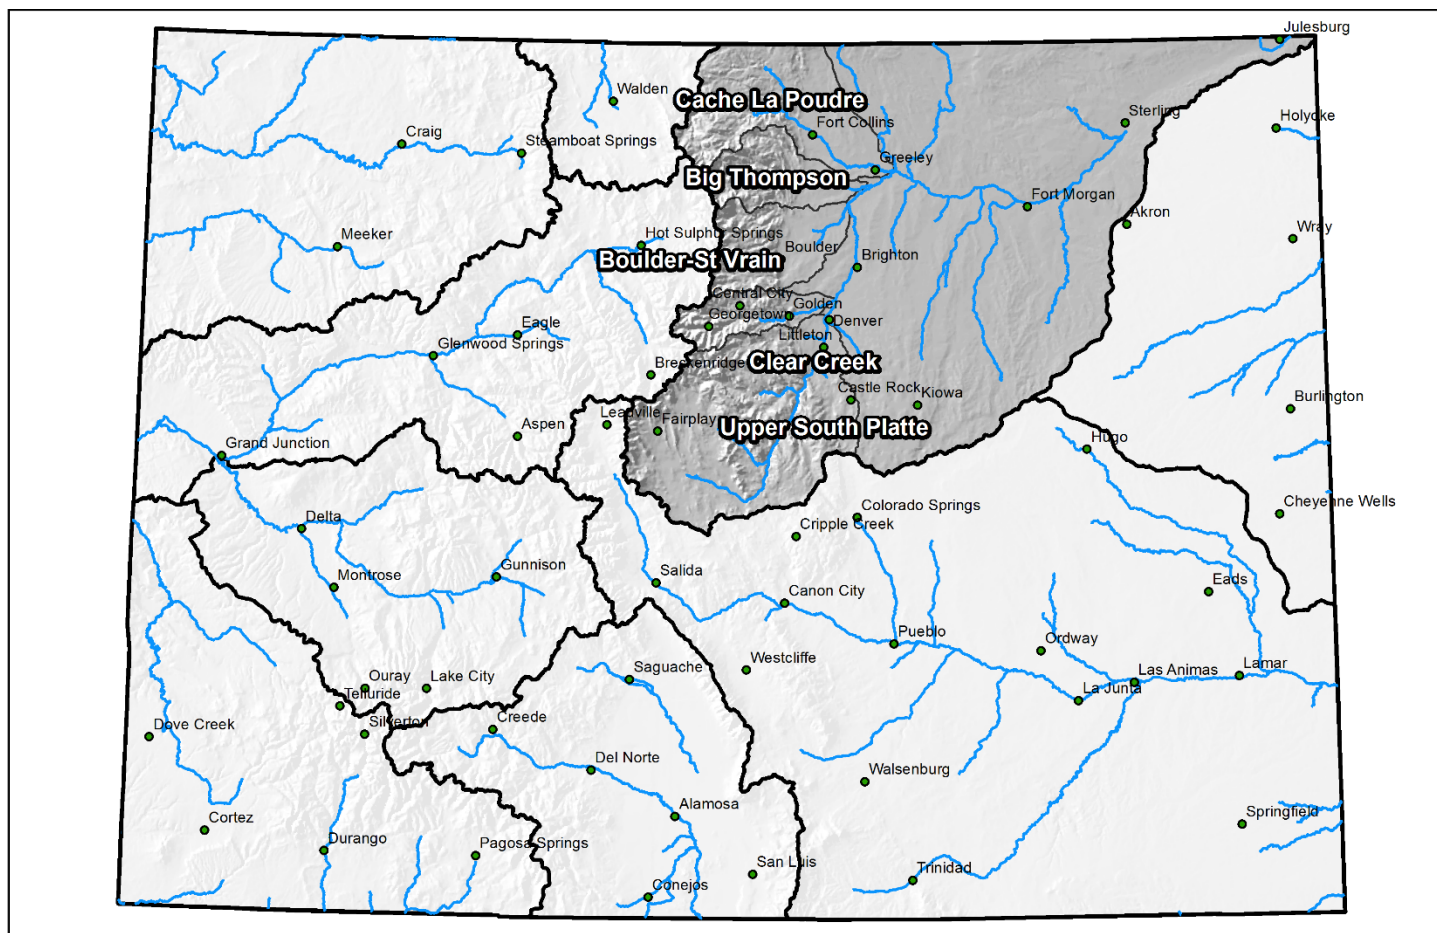 Julesburg
Walden
Cache La Poudre
Sterling
Holyoke
Craig
Fort Collins
Steamboat Springs
Greeley
Big Thompson
Fort Morgan
Akron
Wray
Meeker
Hot Sulphur Springs
Boulder
Boulder-St Vrain
Brighton
Central City
Golden
Georgetown
Denver
Eagle
Littleton
Glenwood Springs
Breckenridge
Clear Creek
Castle Rock
Kiowa
Burlington
Leadville
Fairplay
Upper South Platte
Aspen
Grand Junction
Hugo
Cheyenne Wells
Colorado Springs
Delta
Cripple Creek
Gunnison
Salida
Montrose
Canon City
Eads
Pueblo
Ordway
Westcliffe
Saguache
Las Animas
Lamar
Ouray
Lake City
La Junta
Telluride
Silverton
Creede
Dove Creek
Del Norte
Walsenburg
Alamosa
Springfield
Cortez
Durango
Pagosa Springs
San Luis
Trinidad
Conejos